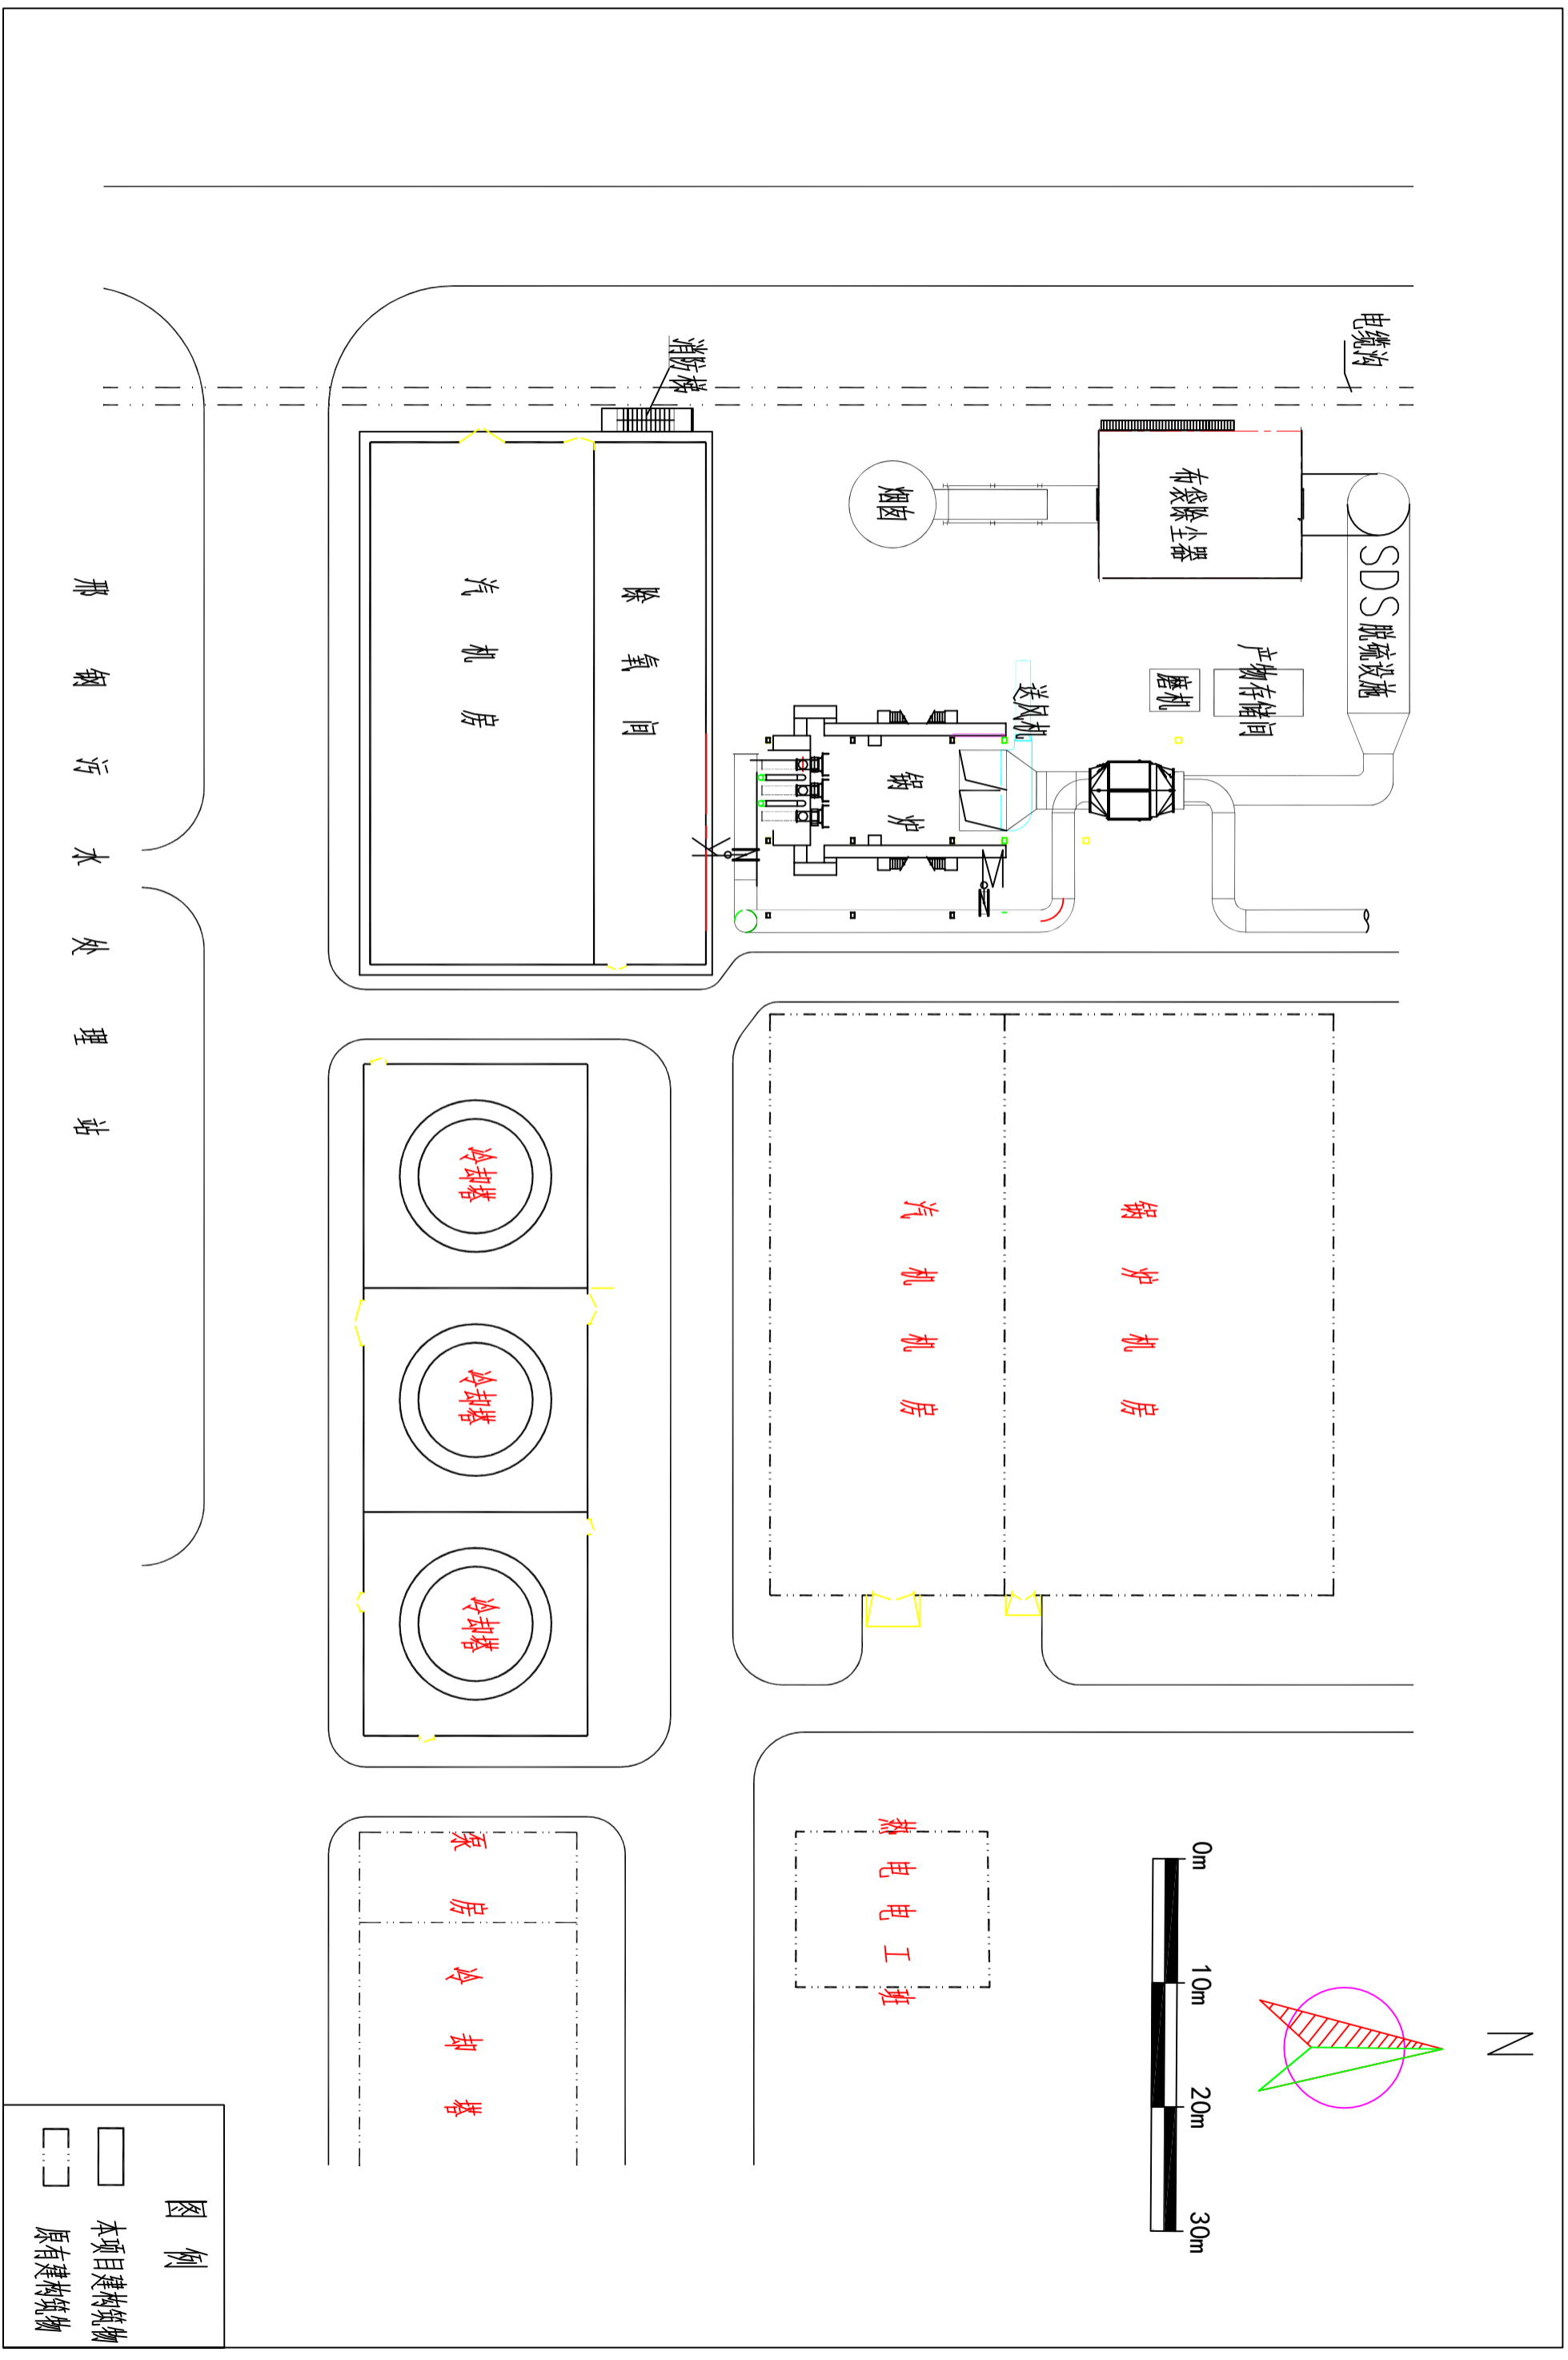 N
电缆沟
SDS脱硫设施
消防梯
布袋除尘器
烟囱
产物存储间
磨机
送风机
锅炉
除氧间
汽机房
那钢污水处理站
锅炉机房
汽机机房
冷却塔
冷却塔
冷却塔
热电电工班
泵房
冷却塔
0m
10m
20m
30m
图例
本项目建构筑物
原有建构筑物